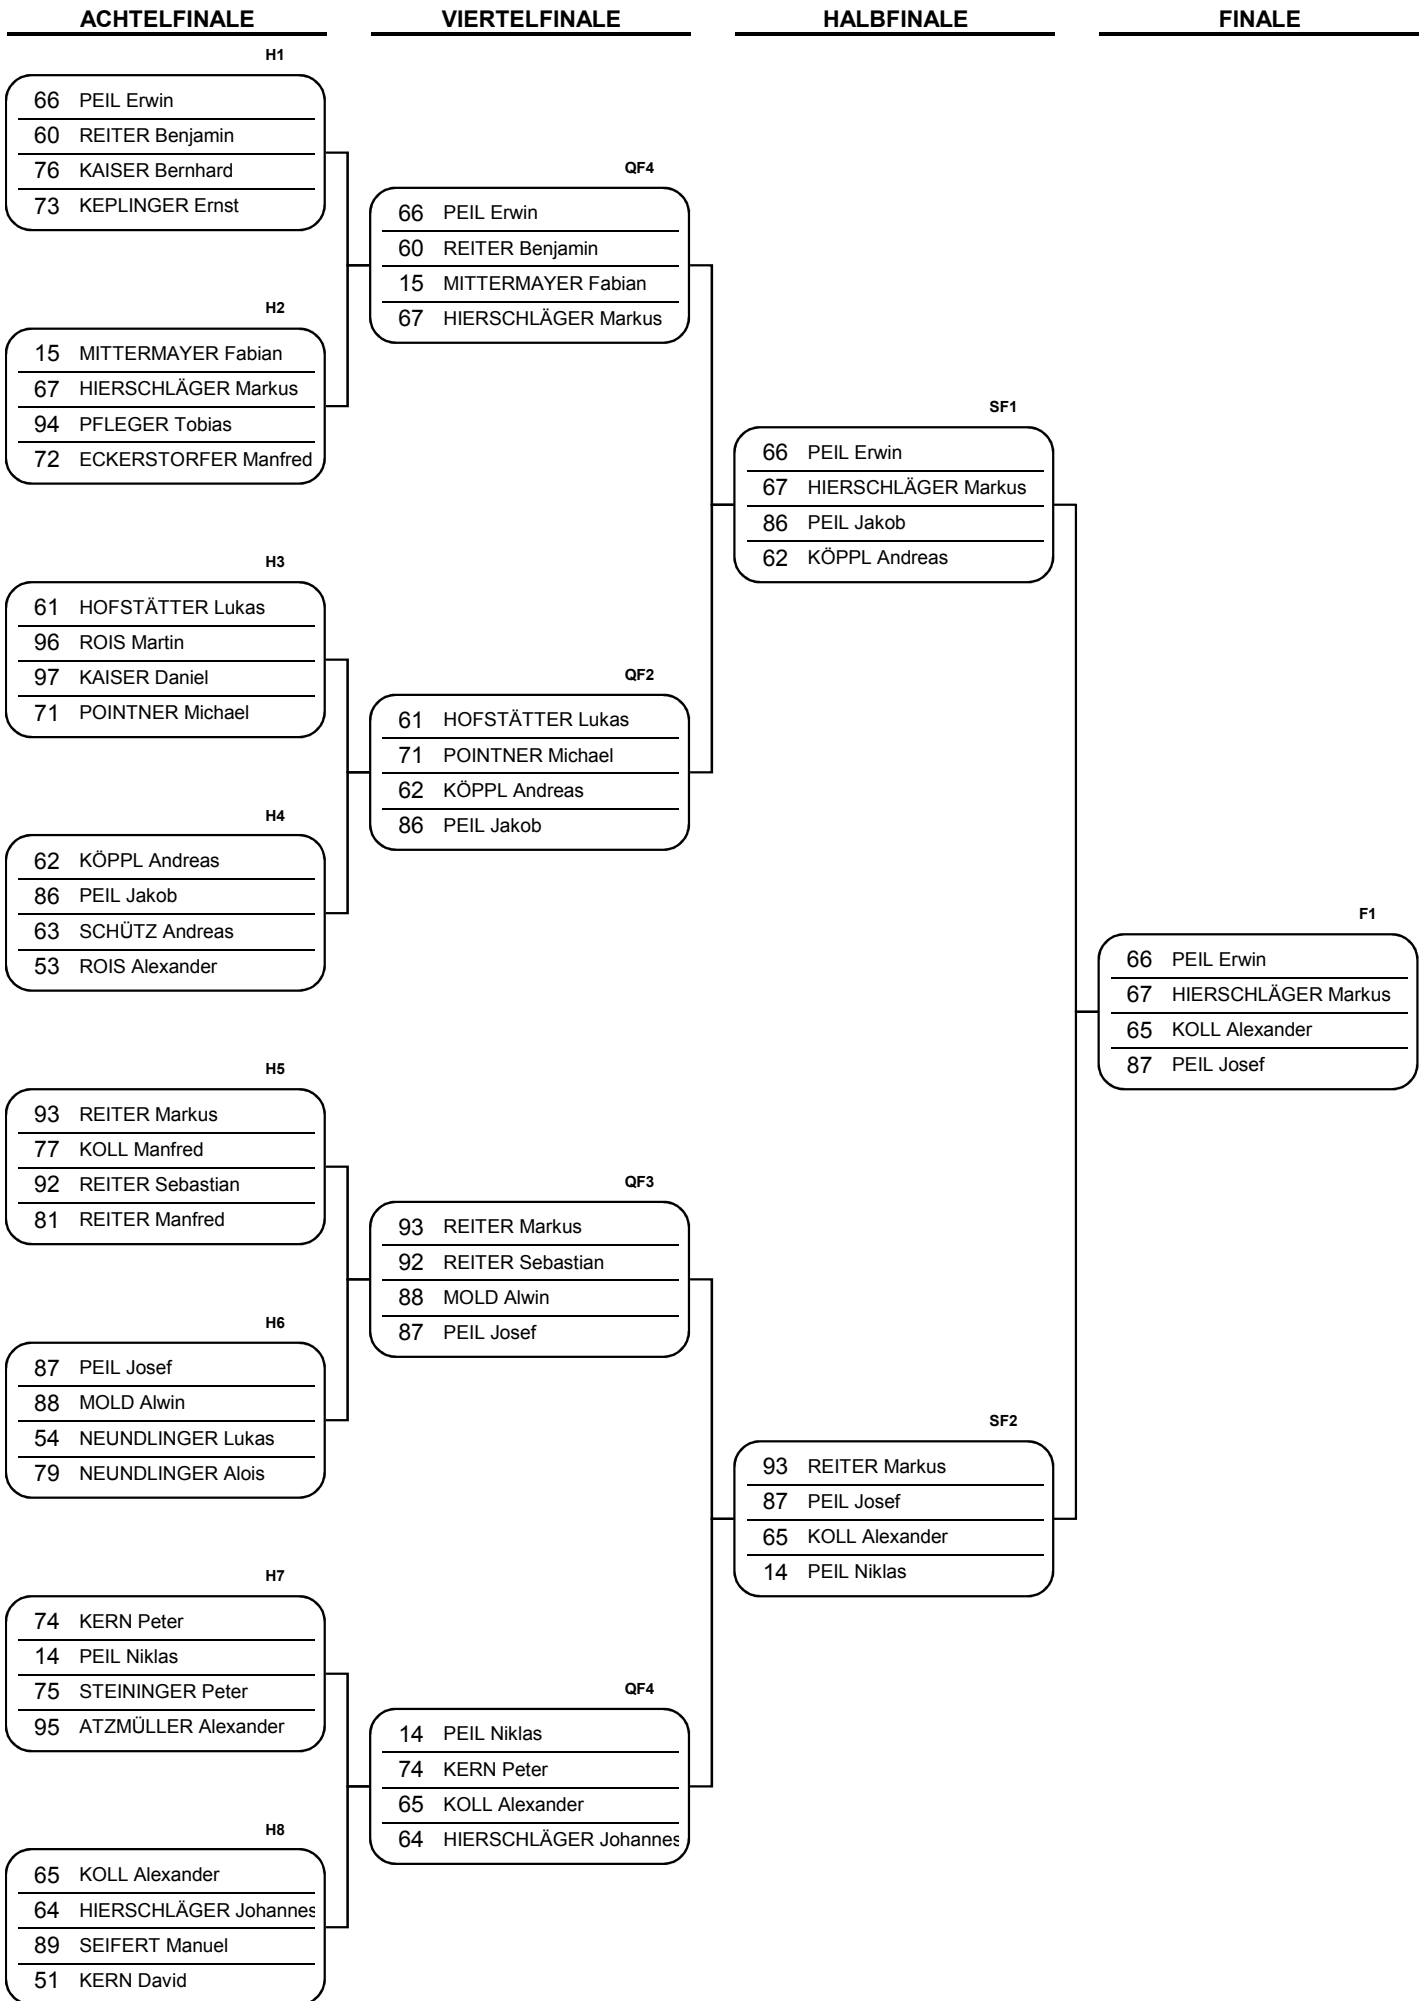 ACHTELFINALE VIERTELFINALE HALBFINALE FINALE
H1
66 PEIL Erwin
60 REITER Benjamin
76 KAISER Bernhard
73 KEPLINGER Ernst
H2
15 MITTERMAYER Fabian
67 HIERSCHLÄGER Markus
94 PFLEGER Tobias
72 ECKERSTORFER Manfred
H3
61 HOFSTÄTTER Lukas
96 ROIS Martin
97 KAISER Daniel
71 POINTNER Michael
H4
62 KÖPPL Andreas
86 PEIL Jakob
63 SCHÜTZ Andreas
53 ROIS Alexander
H5
93 REITER Markus
77 KOLL Manfred
92 REITER Sebastian
81 REITER Manfred
H6
87 PEIL Josef
88 MOLD Alwin
54 NEUNDLINGER Lukas
79 NEUNDLINGER Alois
H7
74 KERN Peter
14 PEIL Niklas
75 STEININGER Peter
95 ATZMÜLLER Alexander
H8
65 KOLL Alexander
64 HIERSCHLÄGER Johannes
89 SEIFERT Manuel
51 KERN David
QF4
66 PEIL Erwin
60 REITER Benjamin
15 MITTERMAYER Fabian
67 HIERSCHLÄGER Markus
QF2
61 HOFSTÄTTER Lukas
71 POINTNER Michael
62 KÖPPL Andreas
86 PEIL Jakob
QF3
93 REITER Markus
92 REITER Sebastian
88 MOLD Alwin
87 PEIL Josef
QF4
14 PEIL Niklas
74 KERN Peter
65 KOLL Alexander
64 HIERSCHLÄGER Johannes
SF1
66 PEIL Erwin
67 HIERSCHLÄGER Markus
86 PEIL Jakob
62 KÖPPL Andreas
SF2
93 REITER Markus
87 PEIL Josef
65 KOLL Alexander
14 PEIL Niklas
F1
66 PEIL Erwin
67 HIERSCHLÄGER Markus
65 KOLL Alexander
87 PEIL Josef